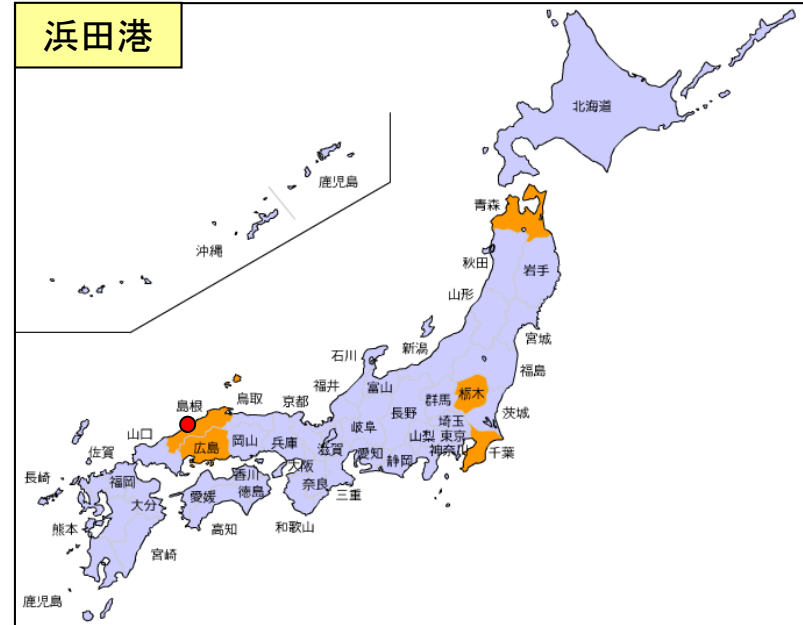 浜田港
北海道
鹿児島
青森
沖縄
秋田
岩手
山形
宮城
新潟
石川
福島
福井
富山
群馬
栃木
島根
鳥取
京都
長野
茨城
岐阜
埼玉
山口
広島
岡山
兵庫
滋賀
愛知
山梨
東京
千葉
佐賀
静岡
神奈川
大阪
長崎
福岡
香川
奈良
大分
愛媛
徳島
三重
熊本
高知
和歌山
宮崎
鹿児島